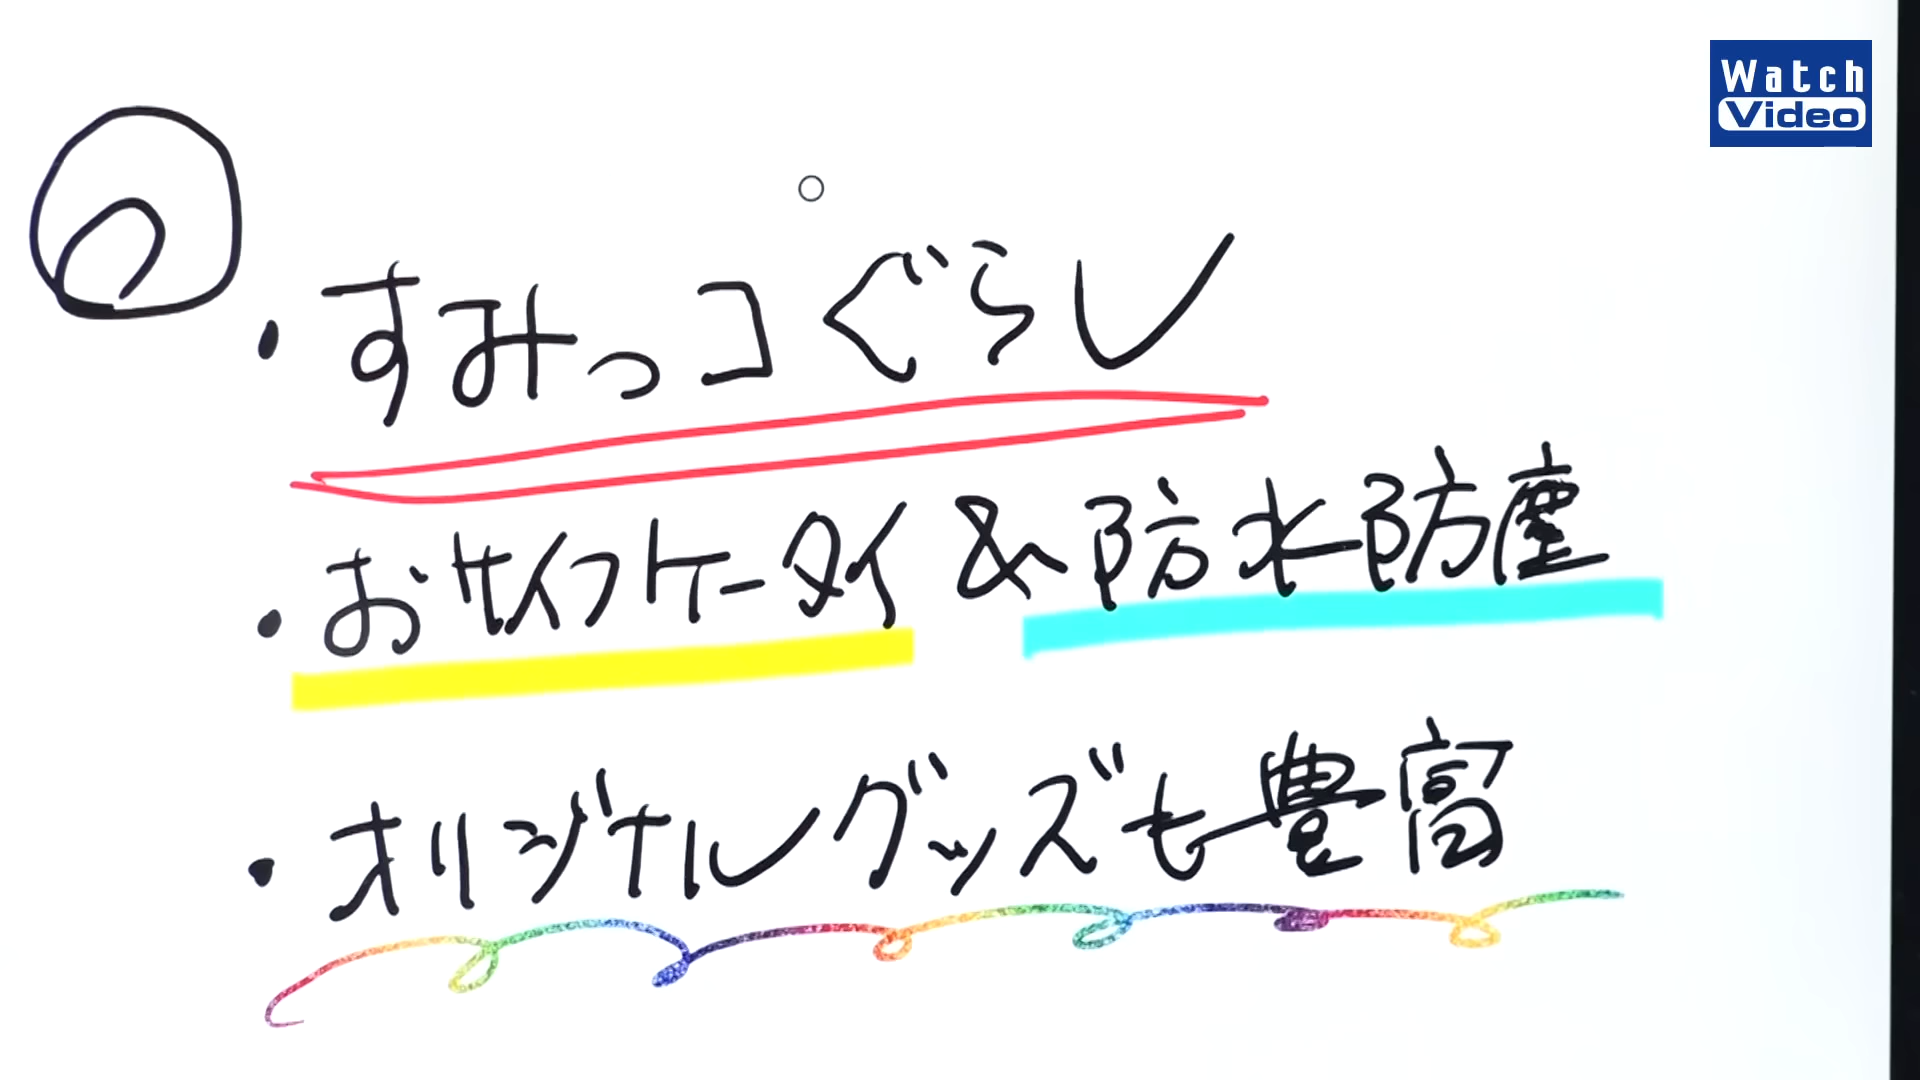 Watch
Video
・すみっコぐらし
・おサイフケータイ&防水防塵
・オリジナルグッズも豊富